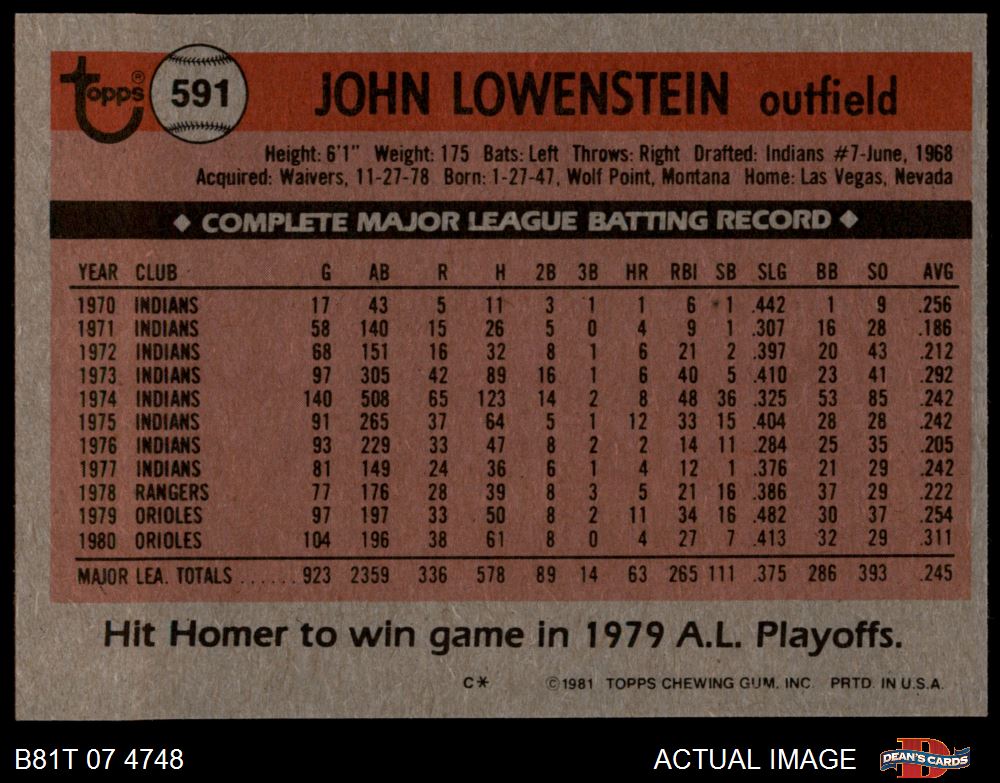 topps ® 591 JOHN LOWENSTEIN outfield
Height: 6'1" Weight: 175 Bats: Left Throws: Right Drafted: Indians #7-June, 1968
Acquired: Waivers, 11-27-78 Born: 1-27-47, Wolf Point, Montana Home: Las Vegas, Nevada
◆ COMPLETE MAJOR LEAGUE BATTING RECORD ◆
YEAR CLUB G AB R H 2B 3B HR RBI SB SLG BB SO AVG
1970 INDIANS 17 43 5 11 3 1 1 6 1 .442 1 9 .256
1971 INDIANS 58 140 15 26 5 0 4 9 1 .307 16 28 .186
1972 INDIANS 68 151 16 32 8 1 6 21 2 .397 20 43 .212
1973 INDIANS 97 305 42 89 16 1 6 40 5 .410 23 41 .292
1974 INDIANS 140 508 65 123 14 2 8 48 36 .325 53 85 .242
1975 INDIANS 91 265 37 64 5 1 12 33 15 .404 28 28 .242
1976 INDIANS 93 229 33 47 8 2 2 14 11 .284 25 35 .205
1977 INDIANS 81 149 24 36 6 1 4 12 1 .376 21 29 .242
1978 RANGERS 77 176 28 39 8 3 5 21 16 .386 37 29 .222
1979 ORIOLES 97 197 33 50 8 2 11 34 16 .482 30 37 .254
1980 ORIOLES 104 196 38 61 8 0 4 27 7 .413 32 29 .311
MAJOR LEA. TOTALS ...... 923 2359 336 578 89 14 63 265 111 .375 286 393 .245
Hit Homer to win game in 1979 A.L. Playoffs.
C* ©1981 TOPPS CHEWING GUM, INC. PRTD. IN U.S.A.
B81T 07 4748 ACTUAL IMAGE DEAN'S CARDS